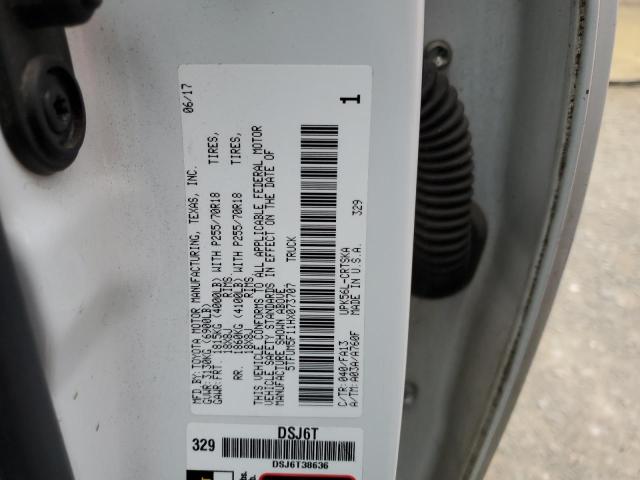 MFD BY:TOYOTA MOTOR MANUFACTURING, TEXAS, INC. 06/17
GVWR:3130KG (6900LB)
GAWR:FRT. 1815KG (4000LB) WITH P255/70R18 TIRES,
18X8J RIMS
RR. 1860KG (4100LB) WITH P255/70R18 TIRES,
18X8J RIMS
THIS VEHICLE CONFORMS TO ALL APPLICABLE FEDERAL MOTOR
VEHICLE SAFETY STANDARDS IN EFFECT ON THE DATE OF
MANUFACTURE SHOWN ABOVE.
5TFUM5F11HX073707 TRUCK
1
C/TR:040/FA13 UPK56L-CRTSKA 329
A/TM:A03A/A760F MADE IN U.S.A.
329 DSJ6T
DSJ6T38636